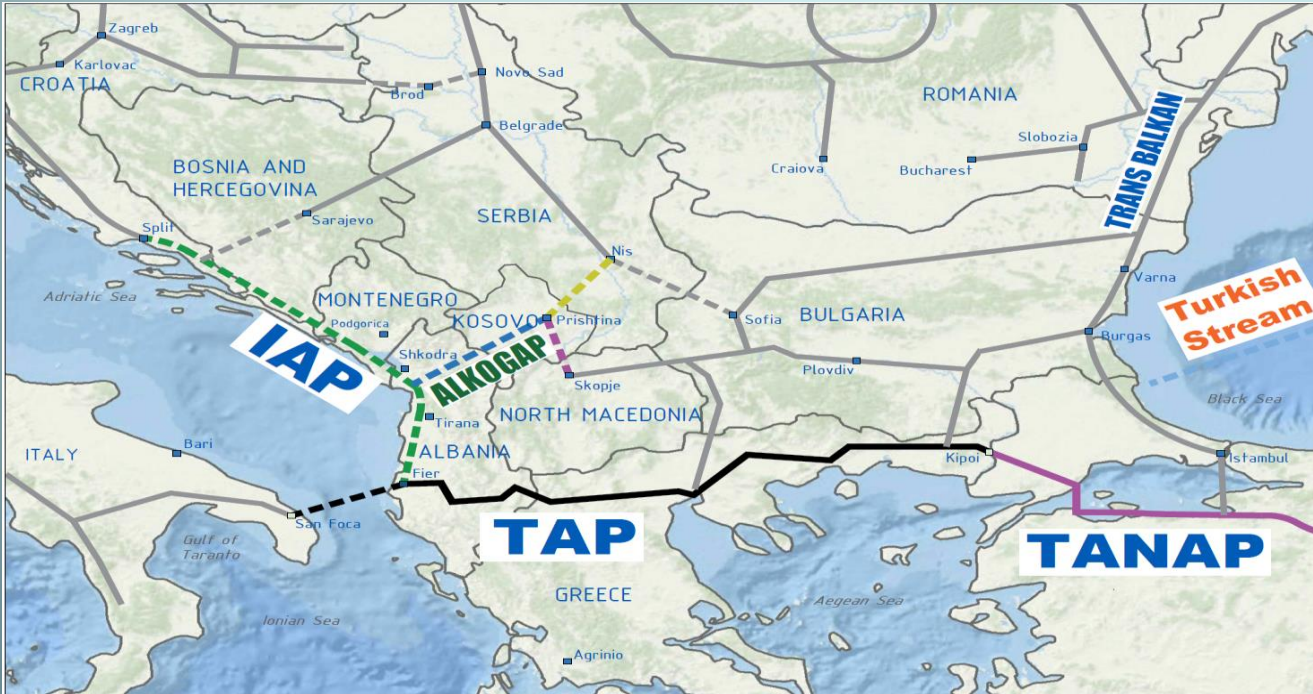 Zagreb
Karlovac
CROATIA
Novo Sad
Brod
Belgrade
ROMANIA
Slobozia
Craiova
Bucharest
TRANS BALKAN
BOSNIA AND
HERCEGOVINA
SERBIA
Sarajevo
Split
Nis
Varna
Adriatic Sea
MONTENEGRO
Podgorica
KOSOVO
Prishtina
Sofia
BULGARIA
Turkish
Stream
Burgas
IAP
Shkodra
ALKOGAP
Skopje
Plovdiv
Black Sea
NORTH MACEDONIA
Tirana
ITALY
Bari
ALBANIA
Kipoi
Istambul
Fier
San Foca
Gulf of
Taranto
TAP
TANAP
GREECE
Aegean Sea
Ionian Sea
Agrinio